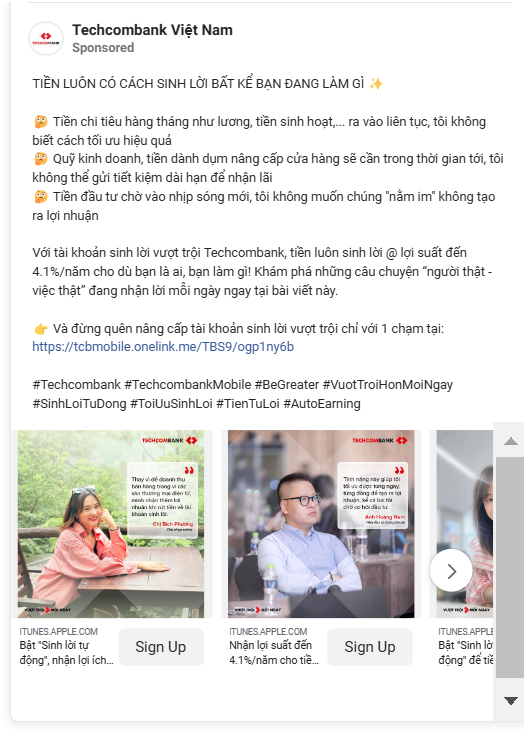 Techcombank Việt Nam
Sponsored
TIỀN LUÔN CÓ CÁCH SINH LỜI BẤT KỂ BẠN ĐANG LÀM GÌ ✨
🤔 Tiền chi tiêu hàng tháng như lương, tiền sinh hoạt,... ra vào liên tục, tôi không
biết cách tối ưu hiệu quả
🤔 Quỹ kinh doanh, tiền dành dụm nâng cấp cửa hàng sẽ cần trong thời gian tới, tôi
không thể gửi tiết kiệm dài hạn để nhận lãi
🤔 Tiền đầu tư chờ vào nhịp sóng mới, tôi không muốn chúng "nằm im" không tạo
ra lợi nhuận
Với tài khoản sinh lời vượt trội Techcombank, tiền luôn sinh lời @ lợi suất đến
4.1%/năm cho dù bạn là ai, bạn làm gì! Khám phá những câu chuyện “người thật -
việc thật” đang nhận lời mỗi ngày ngay tại bài viết này.
👉 Và đừng quên nâng cấp tài khoản sinh lời vượt trội chỉ với 1 chạm tại:
https://tcbmobile.onelink.me/TBS9/ogp1ny6b
#Techcombank #TechcombankMobile #BeGreater #VuotTroiHonMoiNgay
#SinhLoiTuDong #ToiUuSinhLoi #TienTuLoi #AutoEarning
TECHCOMBANK
Thay vì để doanh thu
bán hàng trong ví các
sàn thương mại điện tử,
mình nhận thêm lợi
nhuận khi rút tiền về tài
khoản sinh lời.
Chị Bích Phương
VƯỢT TRỘI MỖI NGÀY
TECHCOMBANK
Tính năng này giúp tôi
tối ưu được từng ngày,
từng đồng để tạo ra lợi
nhuận, kể cả lúc tôi
chờ cơ hội đầu tư.
Anh Hoàng Nam
VƯỢT TRỘI MỖI NGÀY
ITUNES.APPLE.COM
Bật "Sinh lời tự
động", nhận lợi ích...
Sign Up
ITUNES.APPLE.COM
Nhận lợi suất đến
4.1%/năm cho tiề...
Sign Up
ITUNES.APPLE
Bật "Sinh lờ
động" để tiề